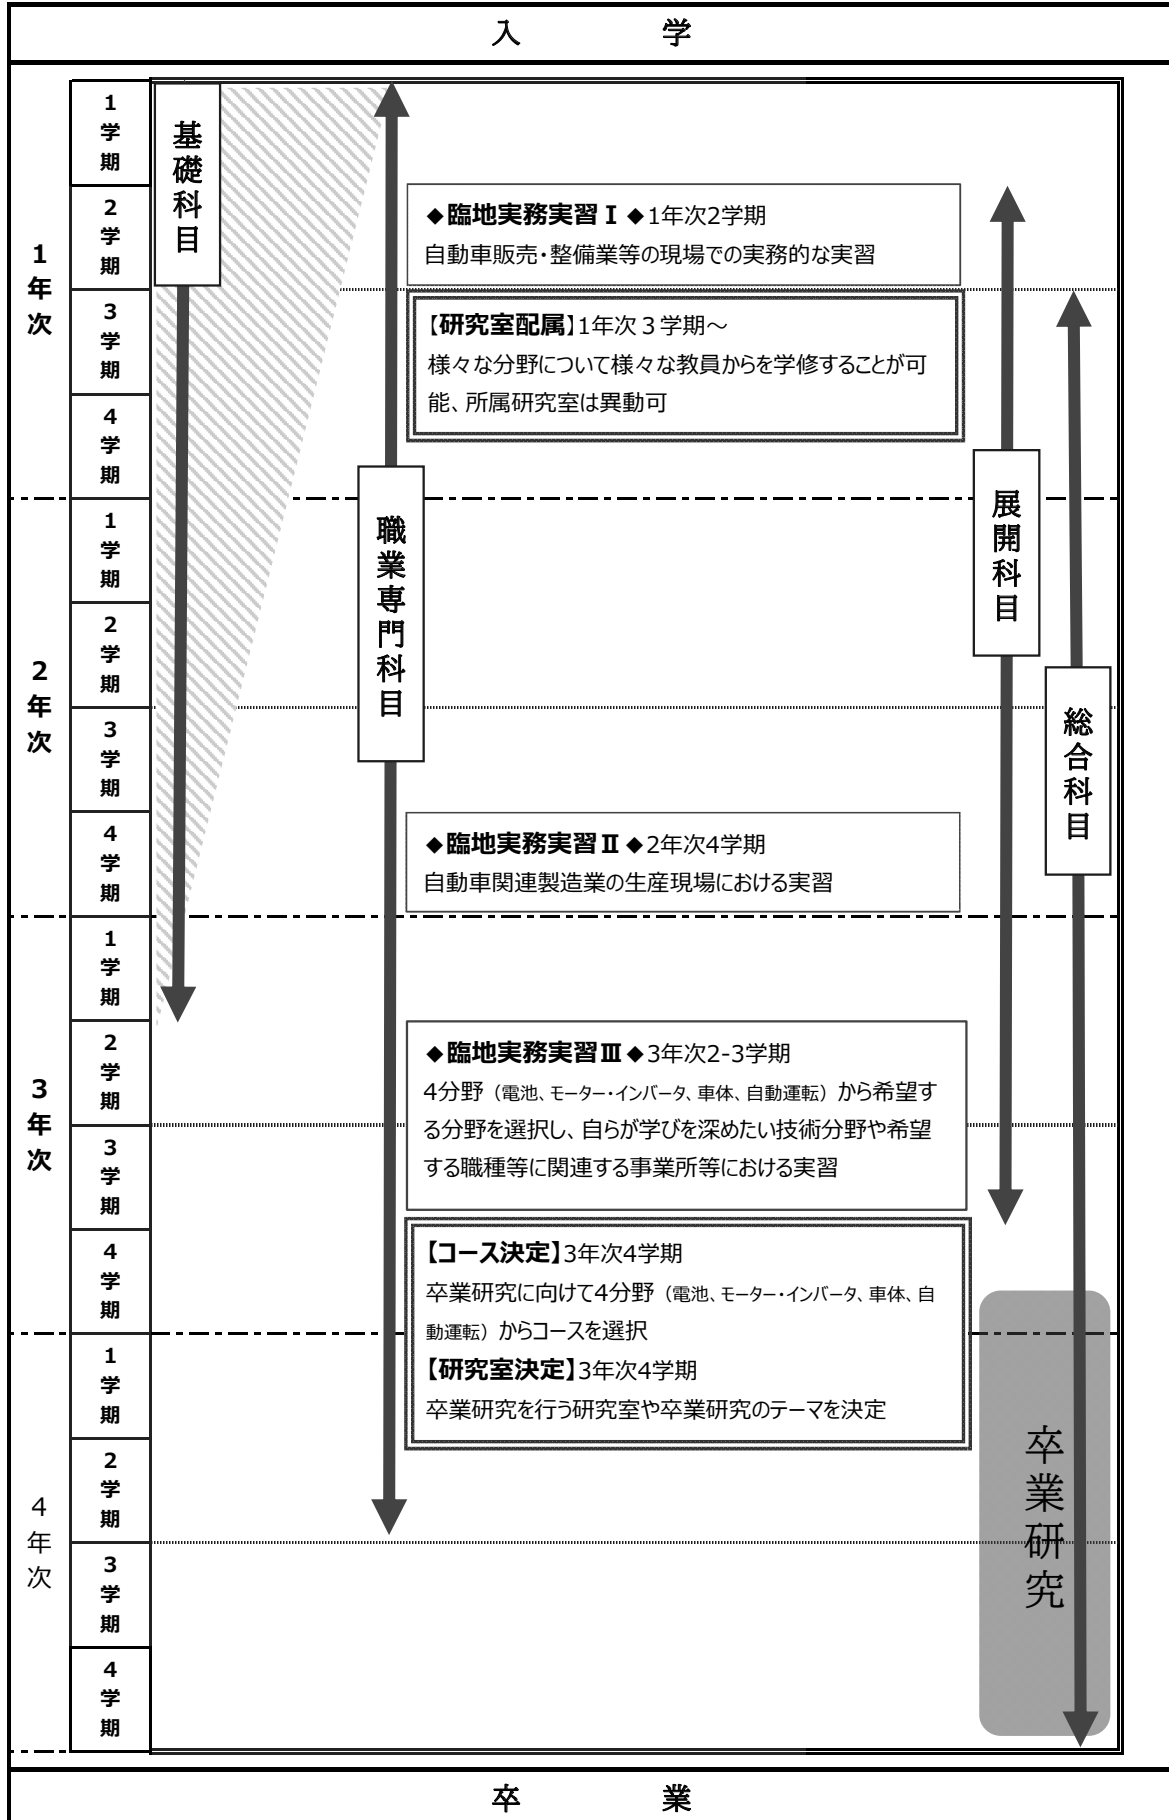 入学
1年次
1学期
2学期
3学期
4学期
基礎科目
◆臨地実務実習Ⅰ◆1年次2学期
自動車販売・整備業等の現場での実務的な実習
【研究室配属】1年次３学期～
様々な分野について様々な教員からを学修することが可
能、所属研究室は異動可
職業専門科目
展開科目
総合科目
2年次
1学期
2学期
3学期
4学期
◆臨地実務実習Ⅱ◆2年次4学期
自動車関連製造業の生産現場における実習
3年次
1学期
2学期
3学期
4学期
◆臨地実務実習Ⅲ◆3年次2-3学期
4分野（電池、モーター・インバータ、車体、自動運転）から希望す
る分野を選択し、自らが学びを深めたい技術分野や希望
する職種等に関連する事業所等における実習
【コース決定】3年次4学期
卒業研究に向けて4分野（電池、モーター・インバータ、車体、自
動運転）からコースを選択
【研究室決定】3年次4学期
卒業研究を行う研究室や卒業研究のテーマを決定
4年次
1学期
2学期
3学期
4学期
卒業研究
卒業